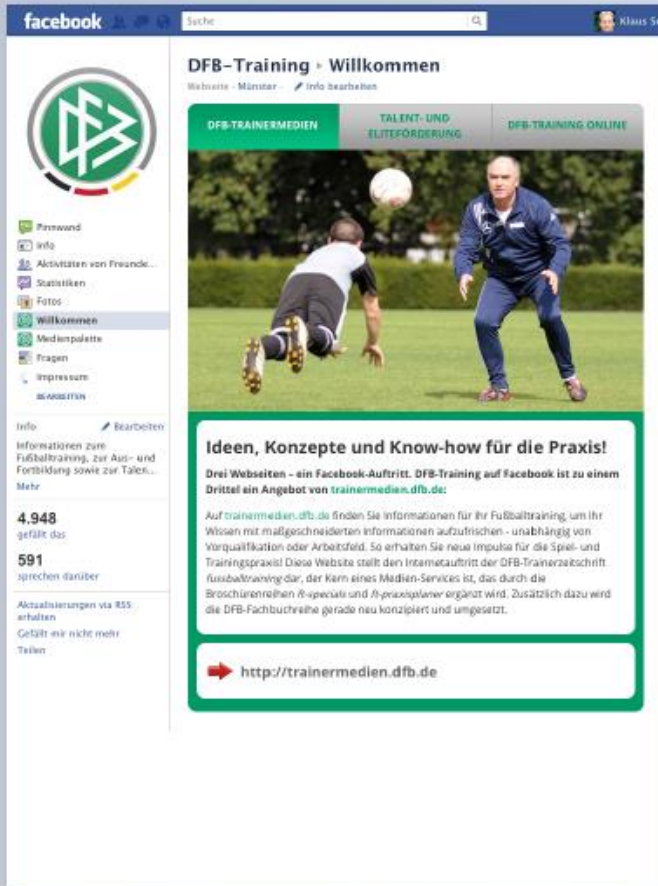 facebook
Suche
Klaus
DFB-Training ▸ Willkommen
Webseite · Münster · Info bearbeiten
DFB-TRAINERMEDIEN
TALENT- UND
ELITEFÖRDERUNG
DFB-TRAINING ONLINE
DFB
Pinnwand
Info
Aktivitäten von Freunde...
Statistiken
Fotos
Willkommen
Medienpalette
Fragen
Impressum
BEARBEITEN
Info
Bearbeiten
Informationen zum
Fußballtraining, zur Aus- und
Fortbildung sowie zur Talen...
Mehr
4.948
gefällt das
591
sprechen darüber
Aktualisierungen via RSS
erhalten
Gefällt mir nicht mehr
Teilen
Ideen, Konzepte und Know-how für die Praxis!
Drei Webseiten – ein Facebook-Auftritt. DFB-Training auf Facebook ist zu einem
Drittel ein Angebot von trainermedien.dfb.de:
Auf trainermedien.dfb.de finden Sie Informationen für Ihr Fußballtraining, um Ihr
Wissen mit maßgeschneiderten Informationen aufzufrischen - unabhängig von
Vorqualifikation oder Arbeitsfeld. So erhalten Sie neue Impulse für die Spiel- und
Trainingspraxis! Diese Website stellt den Internetauftritt der DFB-Trainerzeitschrift
fussballtraining dar, der Kern eines Medien-Services ist, das durch die
Broschürenreihen ft-specials und ft-praxisplaner ergänzt wird. Zusätzlich dazu wird
die DFB-Fachbuchreihe gerade neu konzipiert und umgesetzt.
http://trainermedien.dfb.de